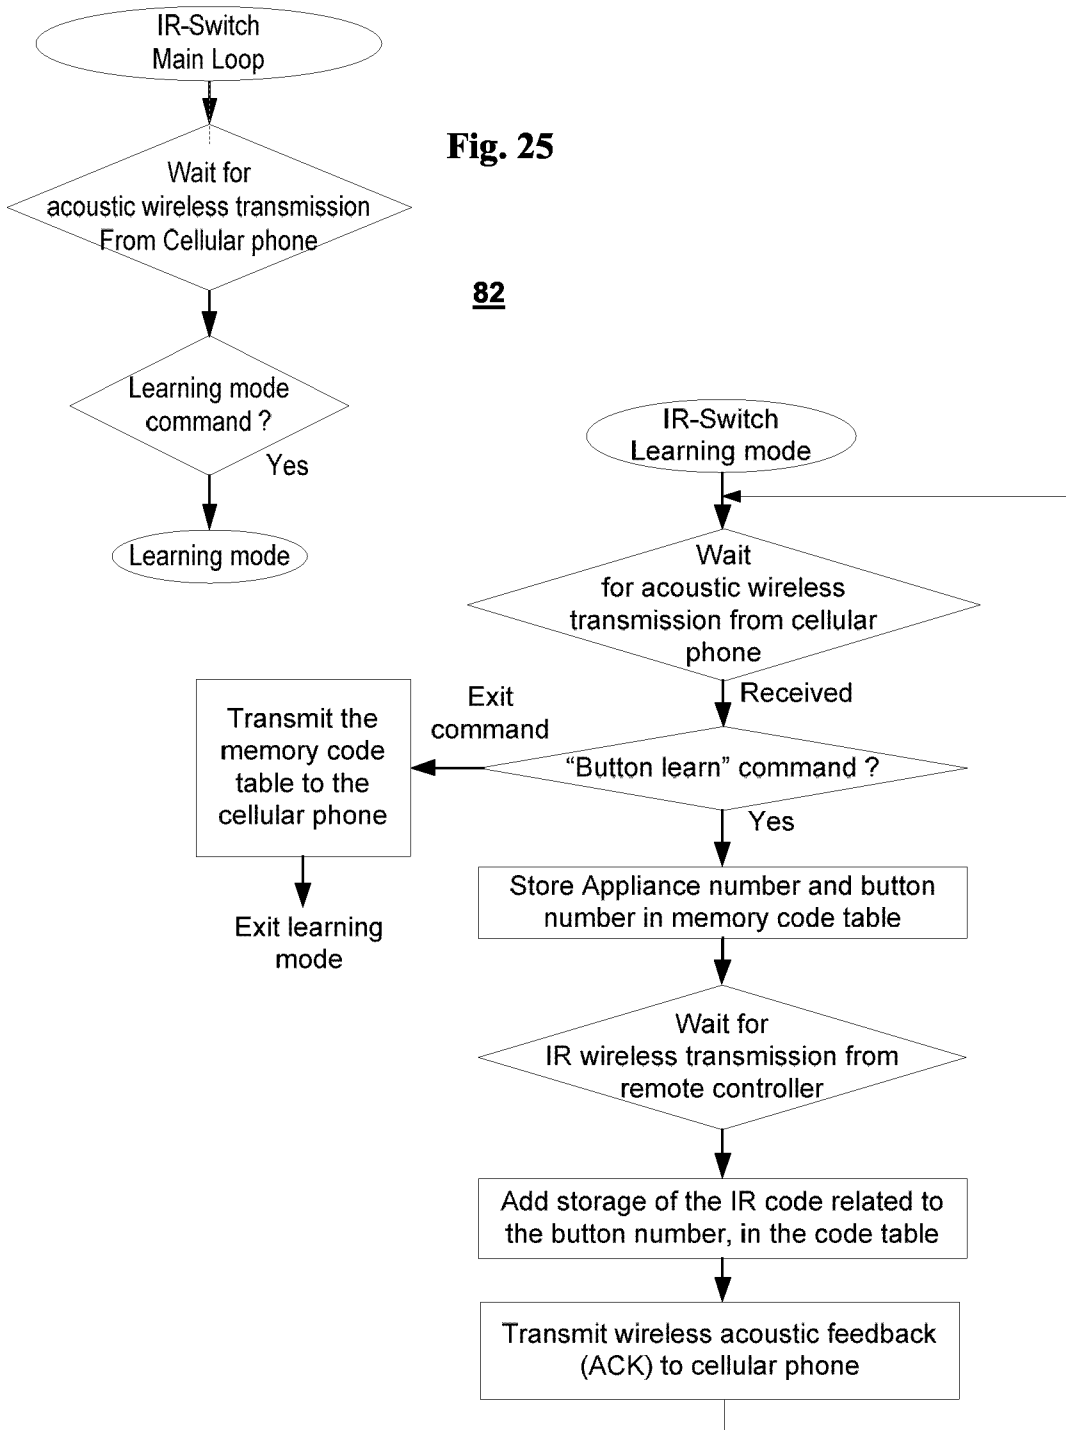 IR-Switch
Main Loop
Fig. 25
Wait for
acoustic wireless transmission
From Cellular phone
82
Learning mode
command ?
Yes
Learning mode
IR-Switch
Learning mode
Wait
for acoustic wireless
transmission from cellular
phone
Received
Exit
command
“Button learn” command ?
Transmit the
memory code
table to the
cellular phone
Yes
Exit learning
mode
Store Appliance number and button
number in memory code table
Wait for
IR wireless transmission from
remote controller
Add storage of the IR code related to
the button number, in the code table
Transmit wireless acoustic feedback
(ACK) to cellular phone